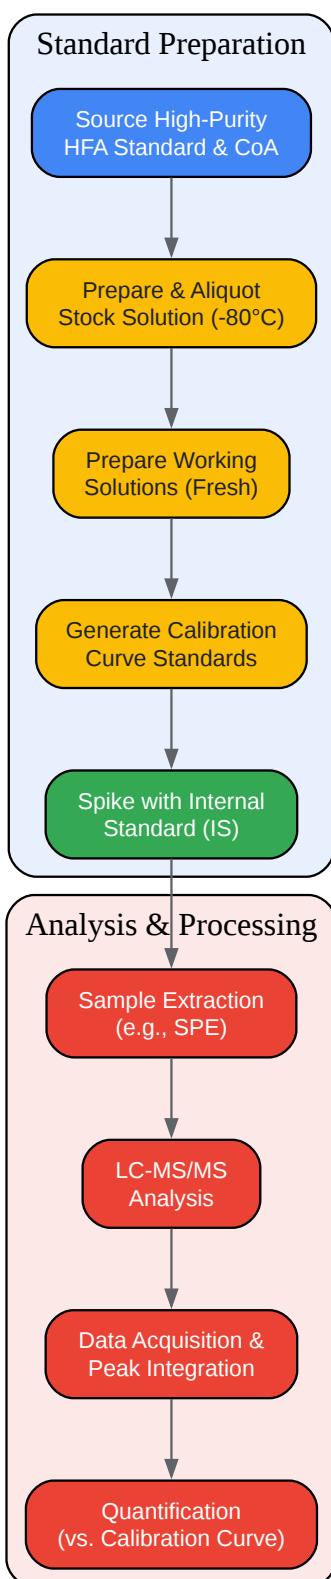 Standard Preparation
Source High-Purity
HFA Standard & CoA
Prepare & Aliquot
Stock Solution (-80°C)
Prepare Working
Solutions (Fresh)
Generate Calibration
Curve Standards
Spike with Internal
Standard (IS)
Analysis & Processing
Sample Extraction
(e.g., SPE)
LC-MS/MS
Analysis
Data Acquisition &
Peak Integration
Quantification
(vs. Calibration Curve)